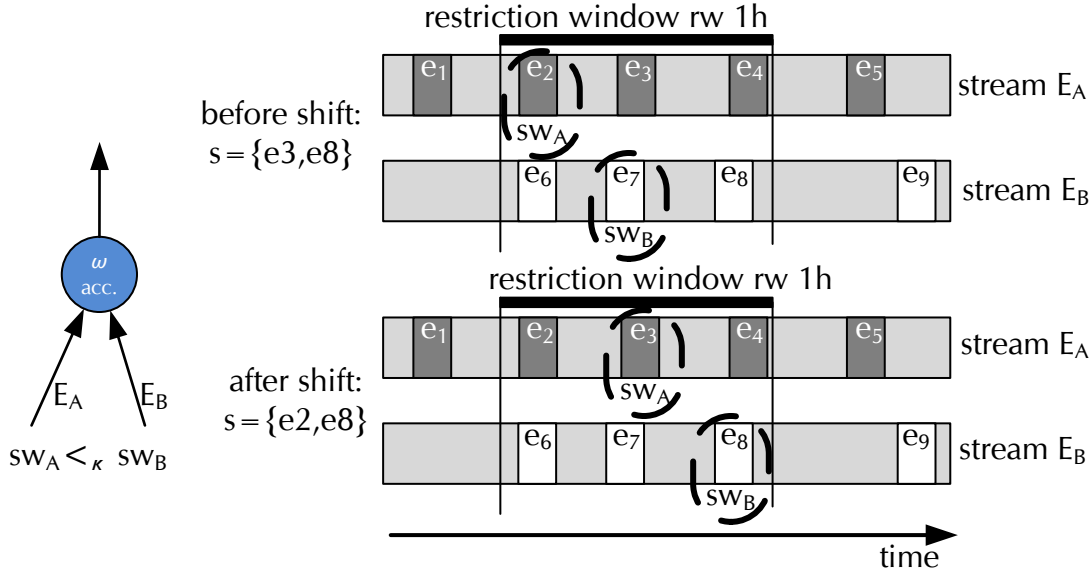 restriction window rw 1h
e1 e2 e3 e4 e5
stream EA
before shift:
s={e3,e8}
swA
e6 e7 e8 e9
stream EB
swB
ω
acc.
restriction window rw 1h
e1 e2 e3 e4 e5
stream EA
after shift:
s={e2,e8}
swA
EA EB
e6 e7 e8 e9
stream EB
swA <κ swB
swB
time